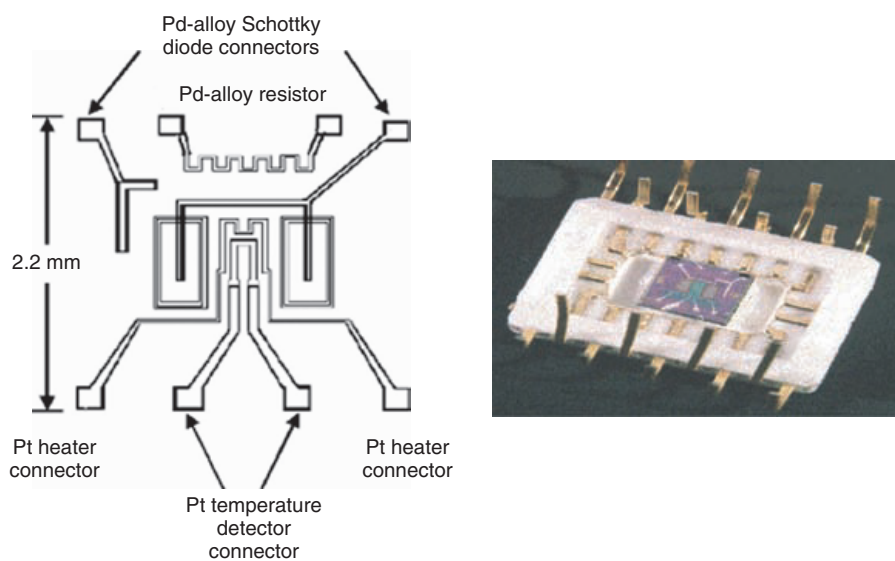 Pd-alloy Schottky
diode connectors
Pd-alloy resistor
2.2 mm
Pt heater
connector
Pt heater
connector
Pt temperature
detector
connector